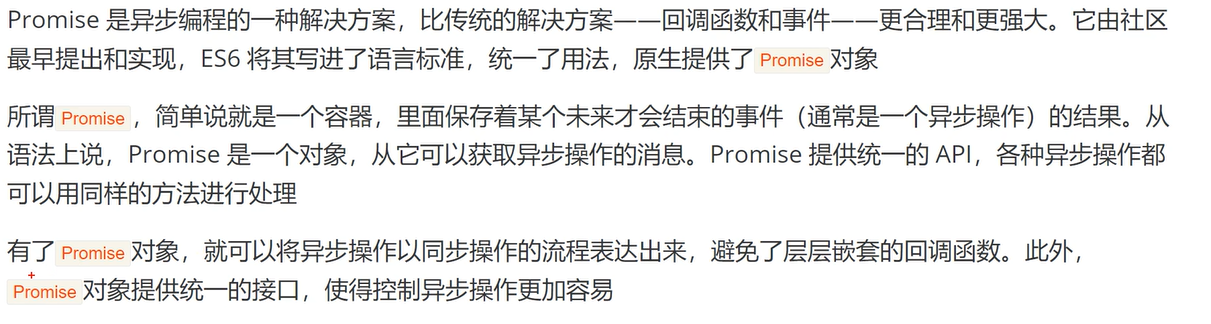 Promise 是异步编程的一种解决方案，比传统的解决方案——回调函数和事件——更合理和更强大。它由社区
最早提出和实现，ES6 将其写进了语言标准，统一了用法，原生提供了 Promise 对象
所谓 Promise ，简单说就是一个容器，里面保存着某个未来才会结束的事件（通常是一个异步操作）的结果。从
语法上说，Promise 是一个对象，从它可以获取异步操作的消息。Promise 提供统一的 API，各种异步操作都
可以用同样的方法进行处理
有了 Promise 对象，就可以将异步操作以同步操作的流程表达出来，避免了层层嵌套的回调函数。此外，
Promise 对象提供统一的接口，使得控制异步操作更加容易